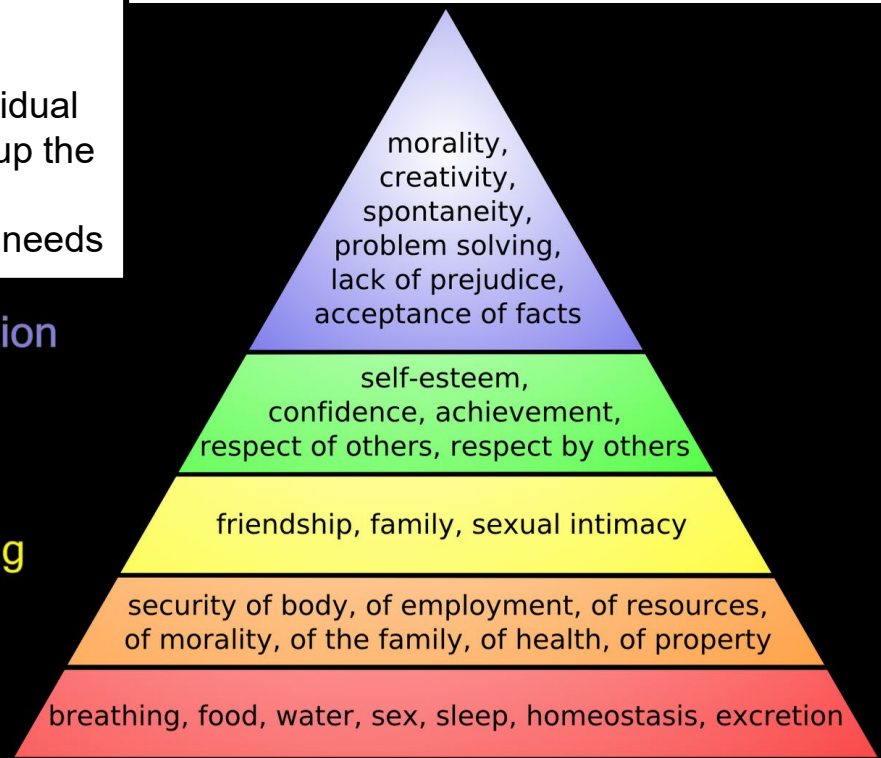 idual
up the
needs
ion
g
morality,
creativity,
spontaneity,
problem solving,
lack of prejudice,
acceptance of facts
self-esteem,
confidence, achievement,
respect of others, respect by others
friendship, family, sexual intimacy
security of body, of employment, of resources,
of morality, of the family, of health, of property
breathing, food, water, sex, sleep, homeostasis, excretion